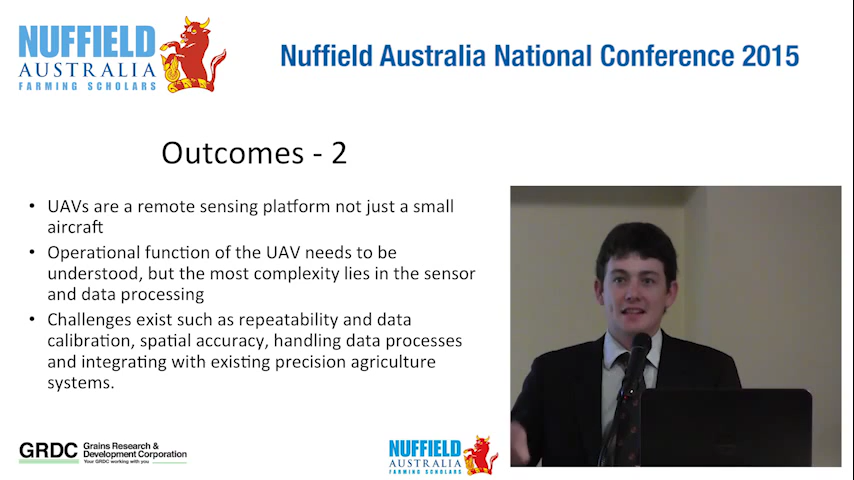 NUFFIELD
AUSTRALIA
FARMING SCHOLARS
Nuffield Australia National Conference 2015
Outcomes - 2
• UAVs are a remote sensing platform not just a small
aircraft
• Operational function of the UAV needs to be
understood, but the most complexity lies in the sensor
and data processing
• Challenges exist such as repeatability and data
calibration, spatial accuracy, handling data processes
and integrating with existing precision agriculture
systems.
GRDC
Grains Research &
Development Corporation
Your GRDC working with you
NUFFIELD
AUSTRALIA
FARMING SCHOLARS